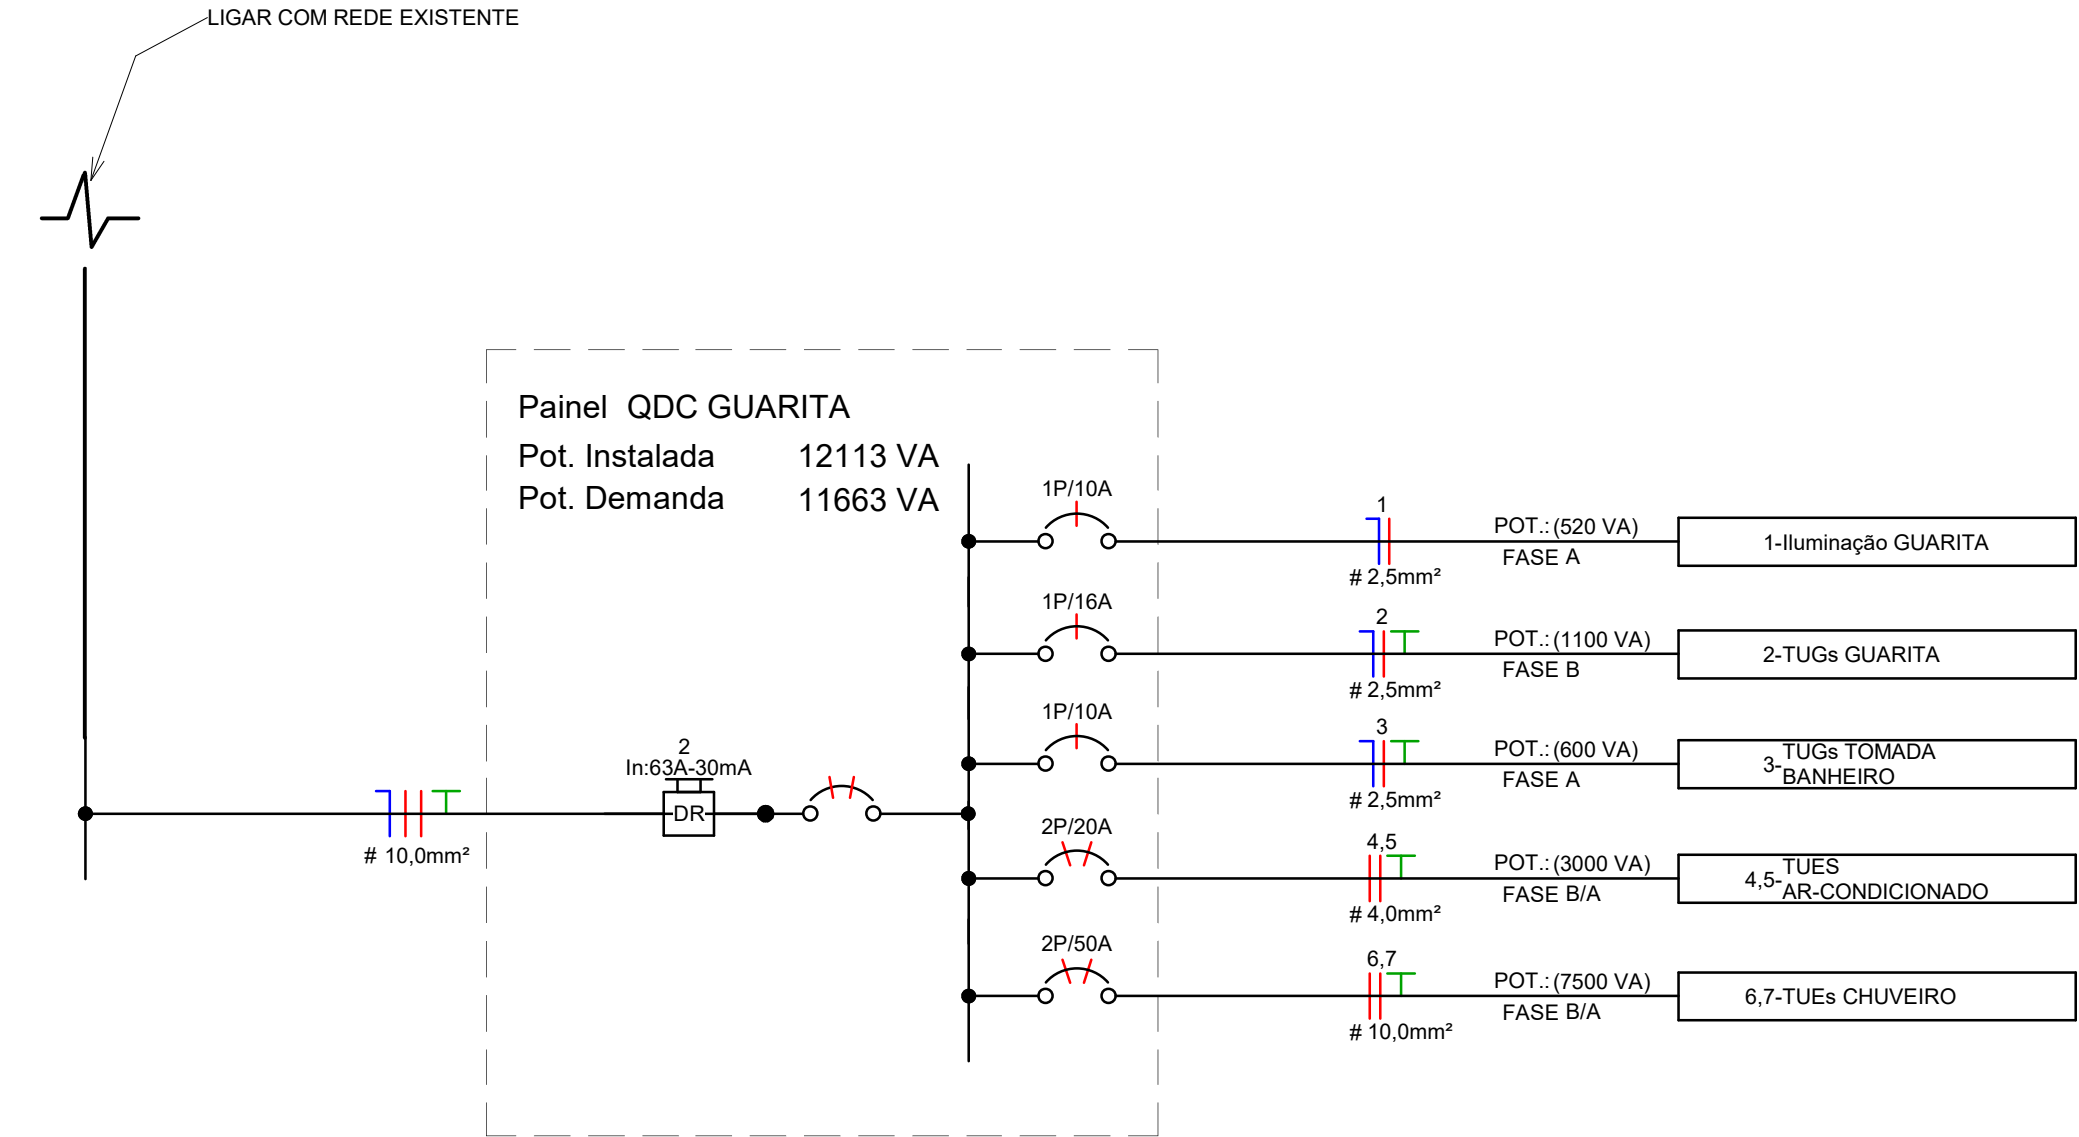 LIGAR COM REDE EXISTENTE
Painel QDC GUARITA
Pot. Instalada 12113 VA
Pot. Demanda 11663 VA
1P/10A
1
# 2,5mm²
POT.: (520 VA)
FASE A
1-Iluminação GUARITA
1P/16A
2
# 2,5mm²
POT.: (1100 VA)
FASE B
2-TUGs GUARITA
1P/10A
3
# 2,5mm²
POT.: (600 VA)
FASE A
3-TUGs TOMADA
BANHEIRO
2
In:63A-30mA
DR
# 10,0mm²
2P/20A
4,5
# 4,0mm²
POT.: (3000 VA)
FASE B/A
4,5-TUES
AR-CONDICIONADO
2P/50A
6,7
# 10,0mm²
POT.: (7500 VA)
FASE B/A
6,7-TUEs CHUVEIRO